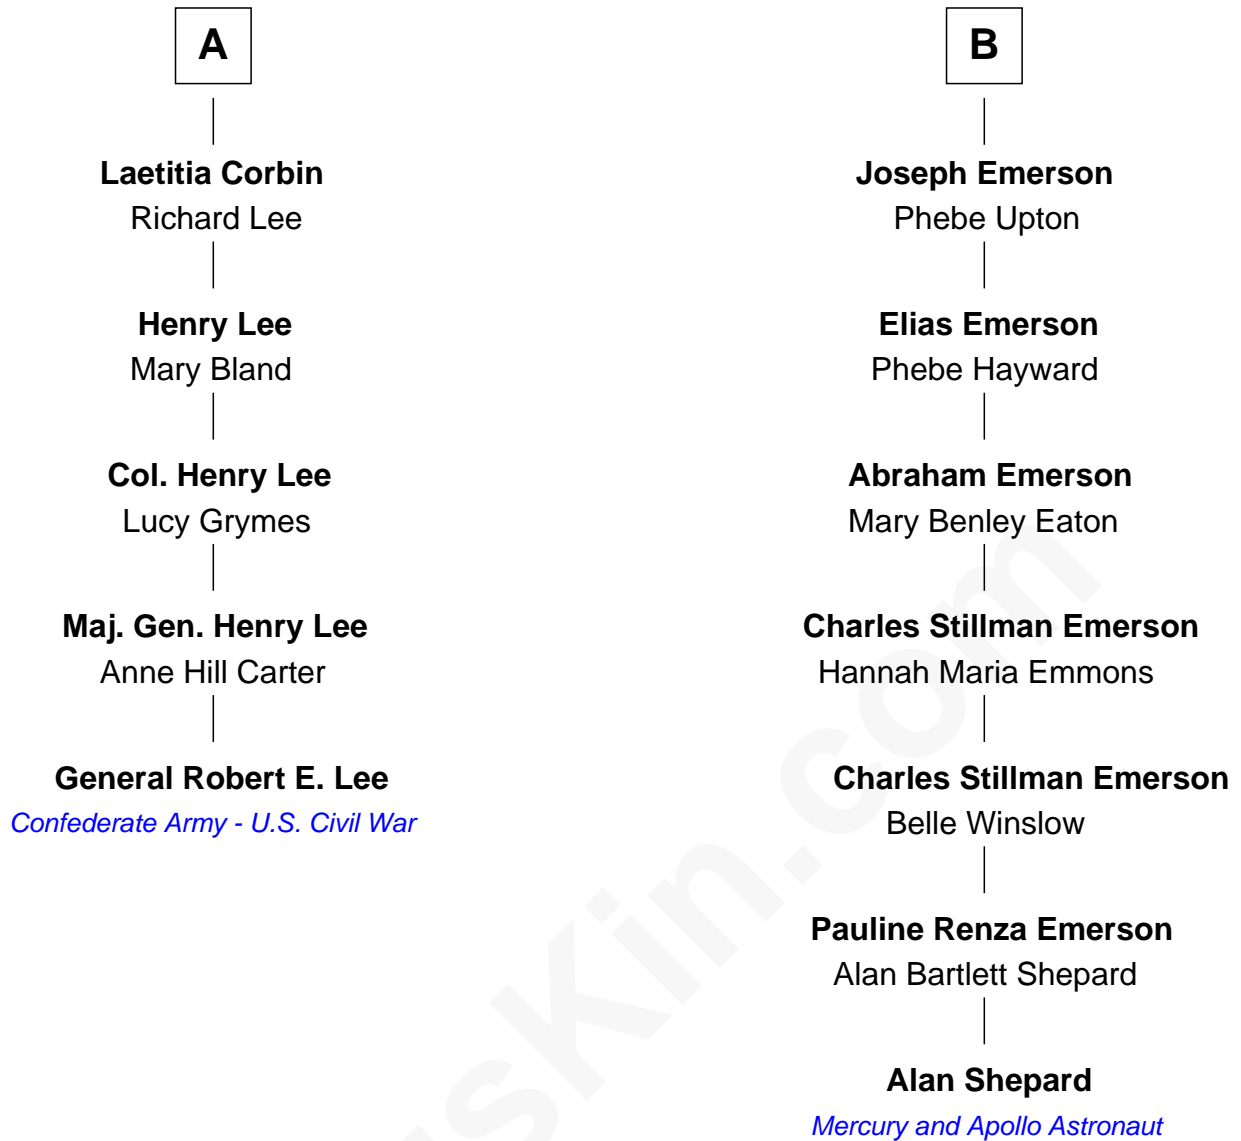 A
Laetitia Corbin
Richard Lee
Henry Lee
Mary Bland
Col. Henry Lee
Lucy Grymes
Maj. Gen. Henry Lee
Anne Hill Carter
General Robert E. Lee
Confederate Army - U.S. Civil War
B
Joseph Emerson
Phebe Upton
Elias Emerson
Phebe Hayward
Abraham Emerson
Mary Benley Eaton
Charles Stillman Emerson
Hannah Maria Emmons
Charles Stillman Emerson
Belle Winslow
Pauline Renza Emerson
Alan Bartlett Shepard
Alan Shepard
Mercury and Apollo Astronaut
usKin.com